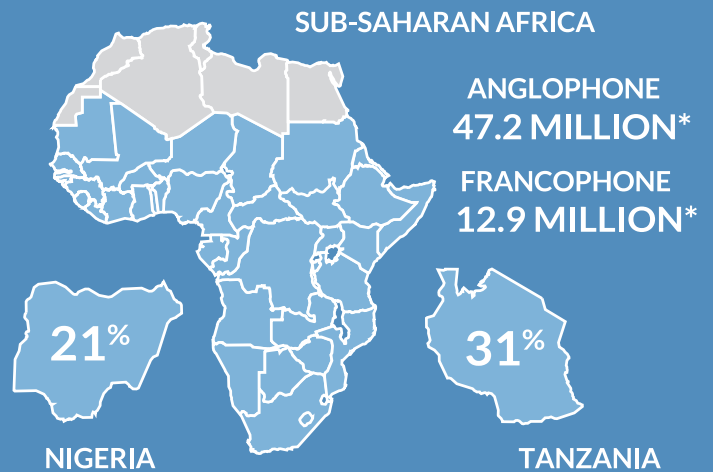 SUB-SAHARAN AFRICA
ANGLOPHONE
47.2 MILLION*
FRANCOPHONE
12.9 MILLION*
21%
31%
NIGERIA
TANZANIA